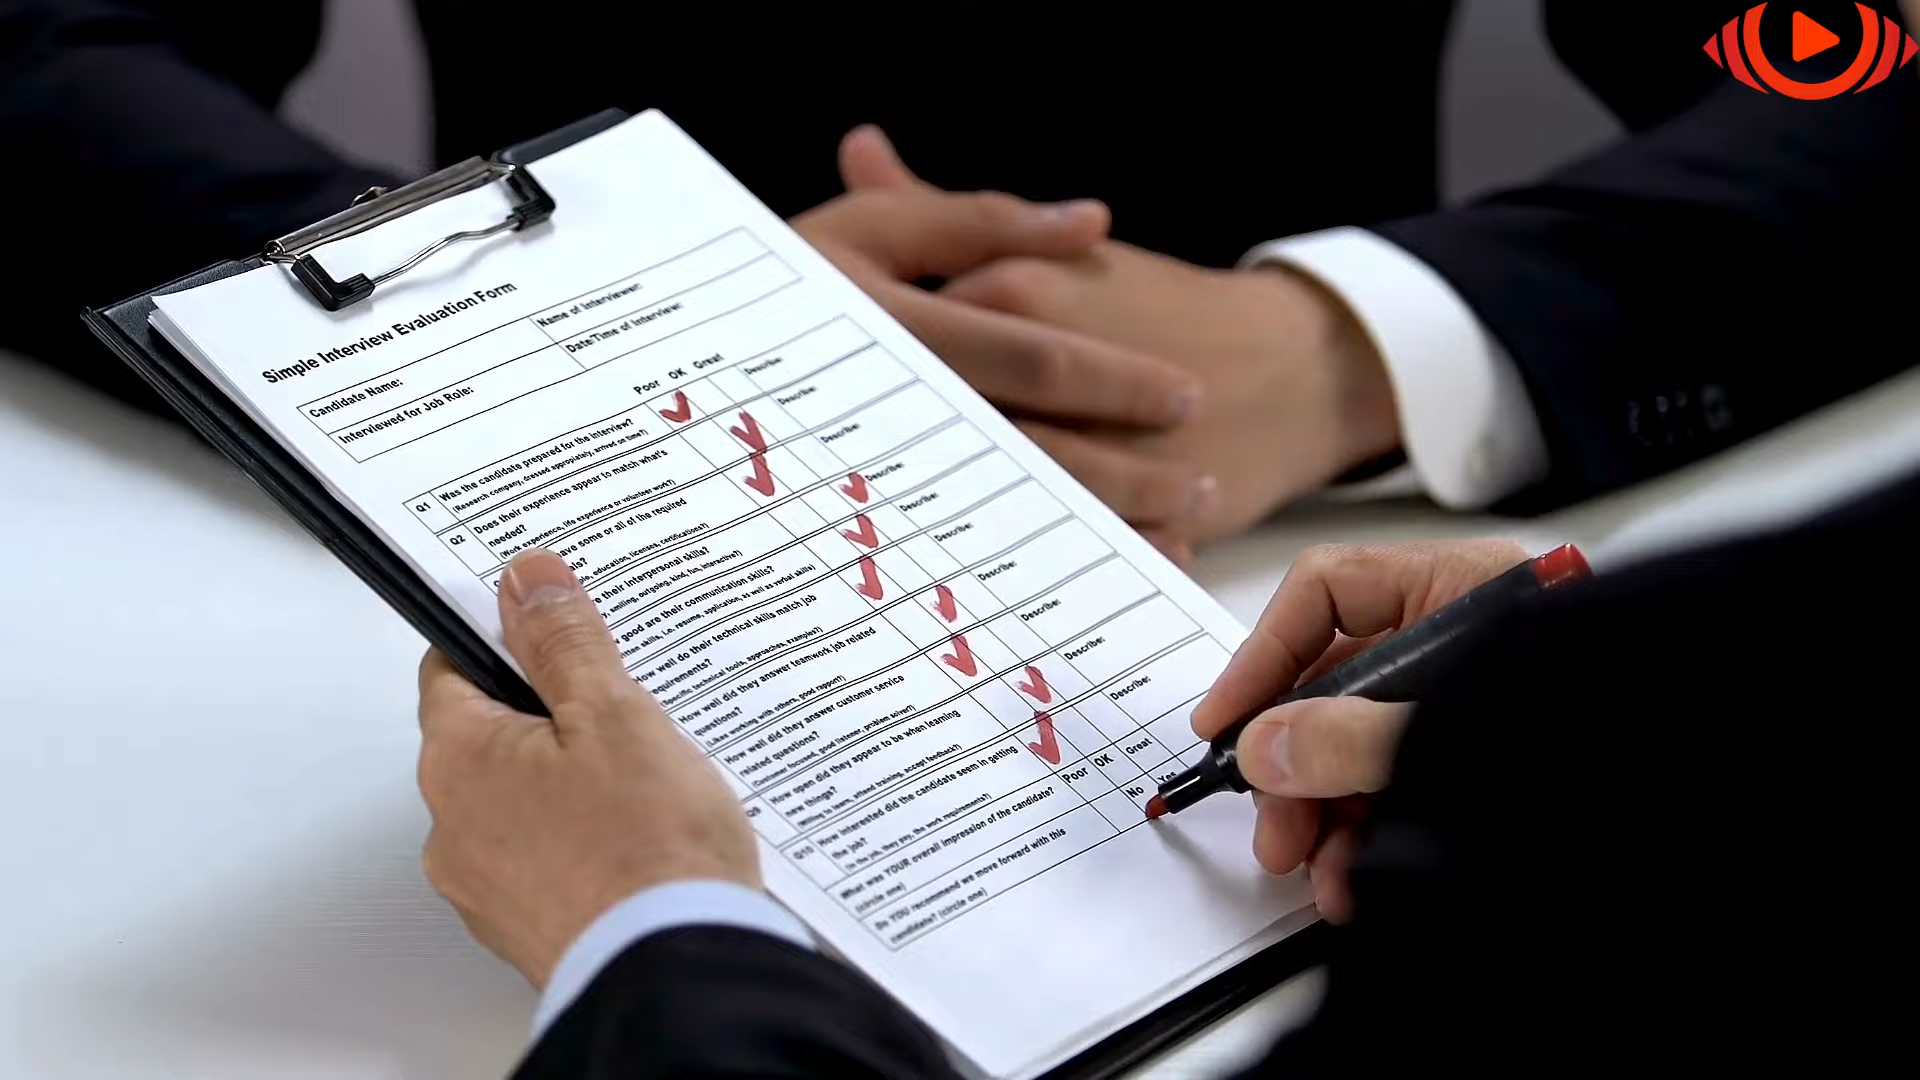 Simple Interview Evaluation Form
Candidate Name:
Name of Interviewer:
Interviewed for Job Role:
Date/Time of Interview:
Poor OK Great
Q1 Was the candidate prepared for the interview? Describe:
(Research company, dressed appropriately, arrived on time?)
Q2 Does their experience appear to match what's Describe:
needed?
(Work experience, life experience or volunteer work?)
have some or all of the required Describe:
education, licenses, certifications?)
their interpersonal skills? Describe:
smiling, outgoing, kind, fun, interactive?)
good are their communication skills? Describe:
skills, i.e. resume, application, as well as verbal skills)
How well do their technical skills match job Describe:
requirements?
(Specific technical tools, approaches, examples?)
How well did they answer teamwork job related Describe:
questions?
(Likes working with others, good rapport?)
How well did they answer customer service Describe:
related questions?
(Customer focused, good listener, problem solver?)
Q9 How open did they appear to be when learning Describe:
new things?
(Willing to learn, attend training, accept feedback?)
Q10 How interested did the candidate seem in getting Describe:
the job?
(In the job, they pay, the work requirements?)
What was YOUR overall impression of the candidate? Poor OK Great
(circle one)
Do YOU recommend we move forward with this No Yes
candidate? (circle one)